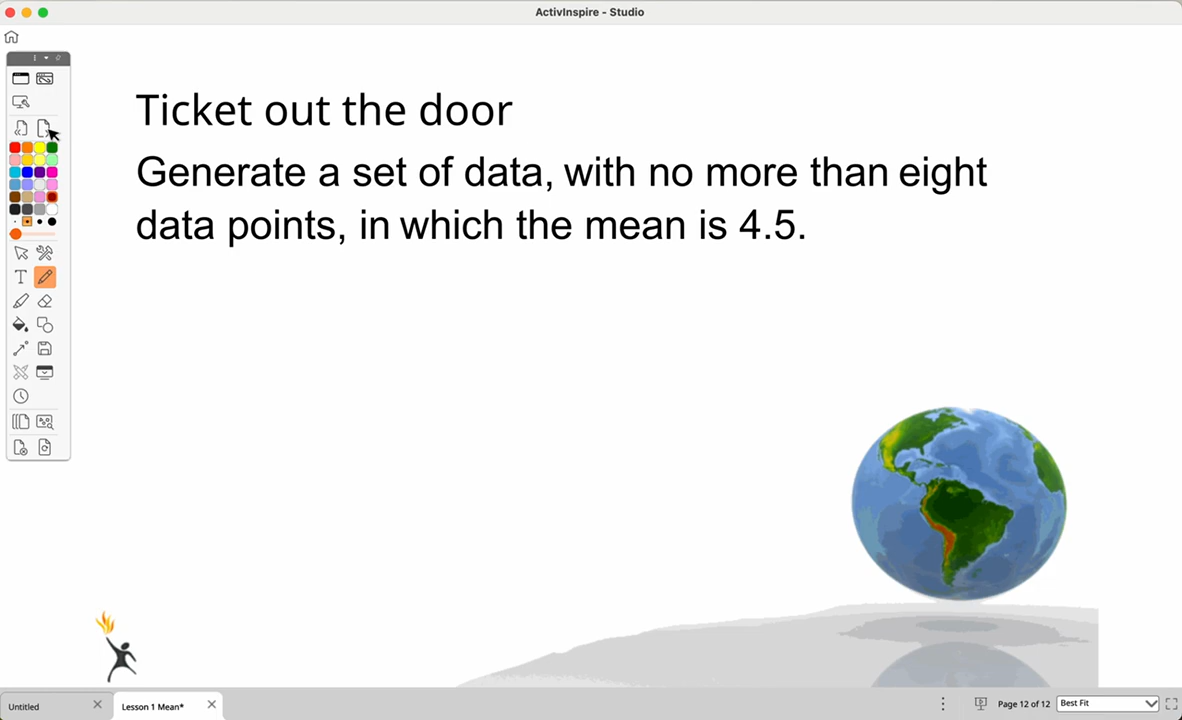 ActivInspire - Studio
Ticket out the door
Generate a set of data, with no more than eight
data points, in which the mean is 4.5.
Untitled
Lesson 1 Mean*
Page 12 of 12
Best Fit